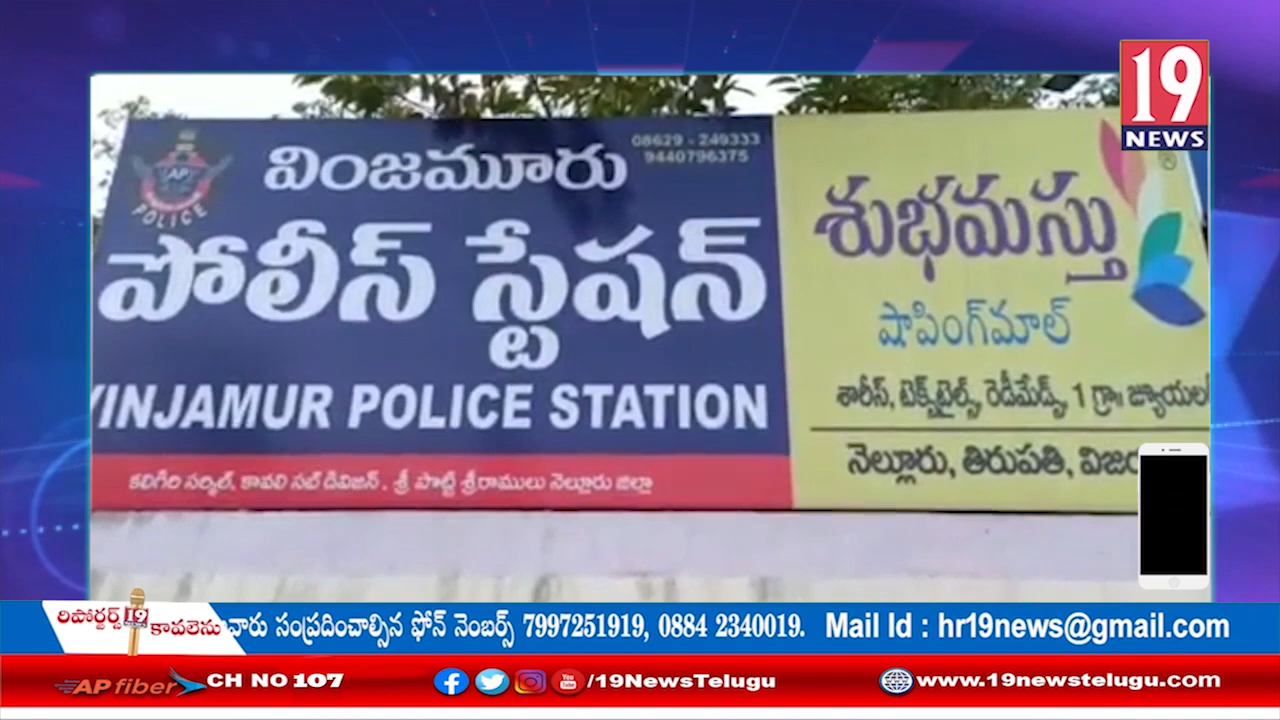 19
NEWS
08629 - 249333
9440796375
AP
POLICE
వింజమూరు
పోలీస్ స్టేషన్
VINJAMUR POLICE STATION
కలిగిరి సర్కిల్, కావలి సబ్ డివిజన్. శ్రీ పొట్టి శ్రీరాములు నెల్లూరు జిల్లా
®
శుభమస్తు
షాపింగ్‌మాల్
శారీస్, టెక్స్‌టైల్స్, రెడీమేడ్స్, 1 గ్రా॥
నెల్లూరు, తిరుపతి,
రిపోర్టర్స్ 19 కావలెను
వారు సంప్రదించాల్సిన ఫోన్ నెంబర్స్ 7997251919, 0884 2340019. Mail Id : hr19news@gmail.com
AP fiber CH NO 107 /19NewsTelugu www.19newstelugu.com